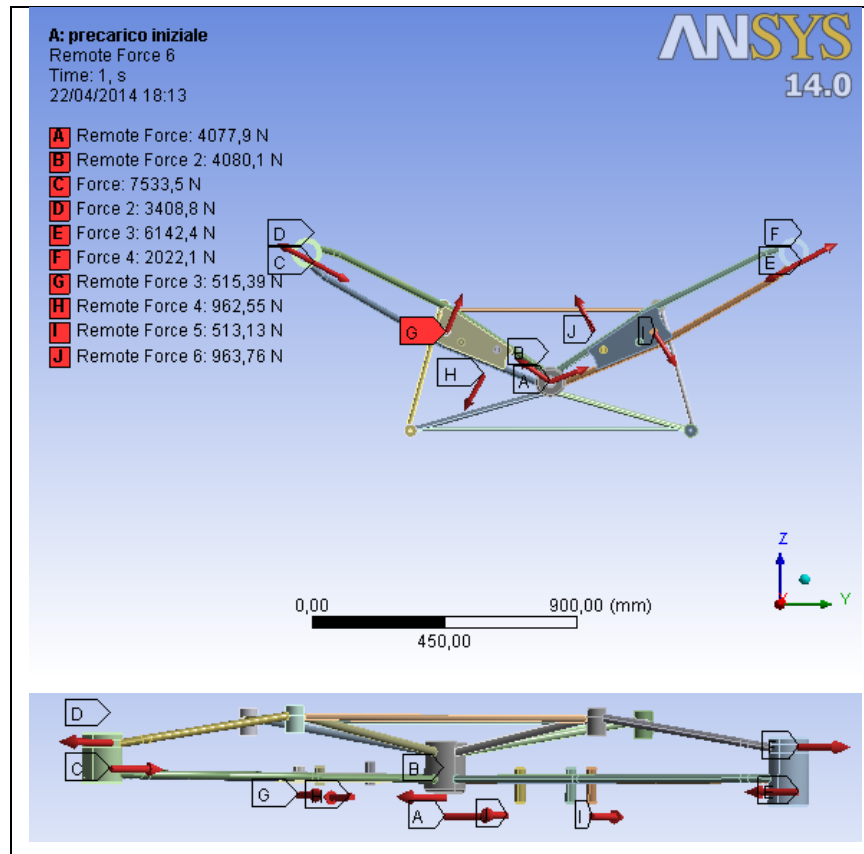 A: precarico iniziale
Remote Force 6
Time: 1, s
22/04/2014 18:13
ANSYS
14.0
A Remote Force: 4077,9 N
B Remote Force 2: 4080,1 N
C Force: 7533,5 N
D Force 2: 3408,8 N
E Force 3: 6142,4 N
F Force 4: 2022,1 N
G Remote Force 3: 515,39 N
H Remote Force 4: 962,55 N
I Remote Force 5: 513,13 N
J Remote Force 6: 963,76 N
D
F
C
E
G
J
I
B
H
A
Z
Y
0,00
900,00 (mm)
450,00
D
C
B
E
G
H
A
I